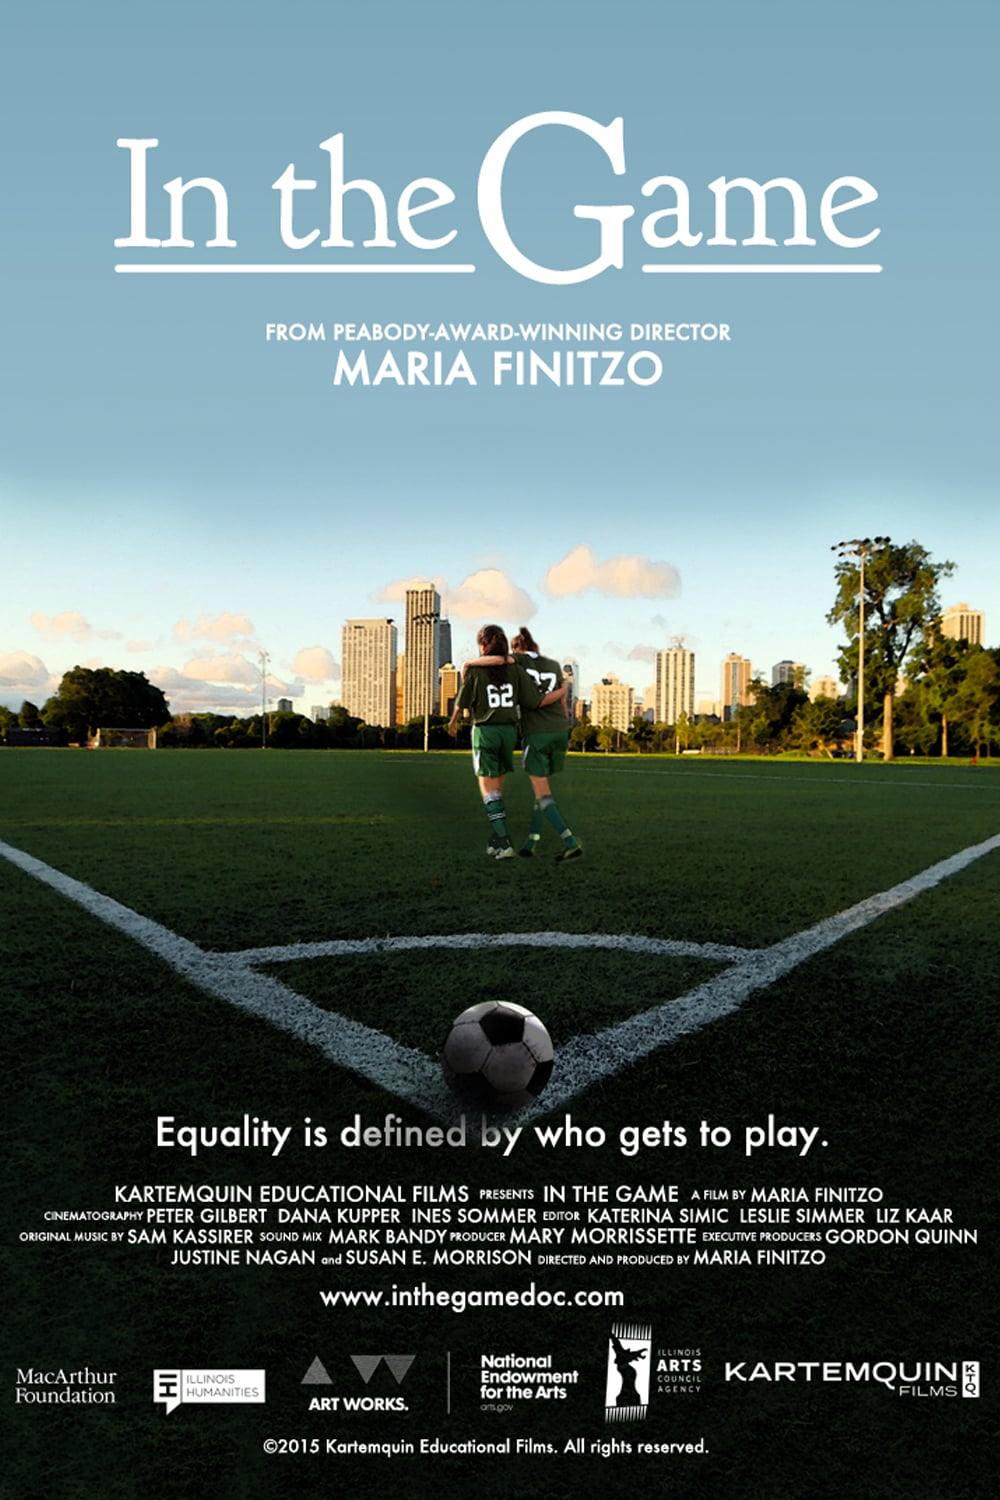 In the Game
FROM PEABODY-AWARD-WINNING DIRECTOR
MARIA FINITZO
62
37
Equality is defined by who gets to play.
KARTEMQUIN EDUCATIONAL FILMS PRESENTS IN THE GAME A FILM BY MARIA FINITZO
CINEMATOGRAPHY PETER GILBERT DANA KUPPER INES SOMMER EDITOR KATERINA SIMIC LESLIE SIMMER LIZ KAAR
ORIGINAL MUSIC BY SAM KASSIRER SOUND MIX MARK BANDY PRODUCER MARY MORRISSETTE EXECUTIVE PRODUCERS GORDON QUINN
JUSTINE NAGAN and SUSAN E. MORRISON DIRECTED AND PRODUCED BY MARIA FINITZO
www.inthegamedoc.com
MacArthur
Foundation
IH
ILLINOIS
HUMANITIES
ART WORKS.
National
Endowment
for the Arts
arts.gov
ILLINOIS
ARTS
COUNCIL
AGENCY
KARTEMQUIN
FILMS
KTQ
©2015 Kartemquin Educational Films. All rights reserved.